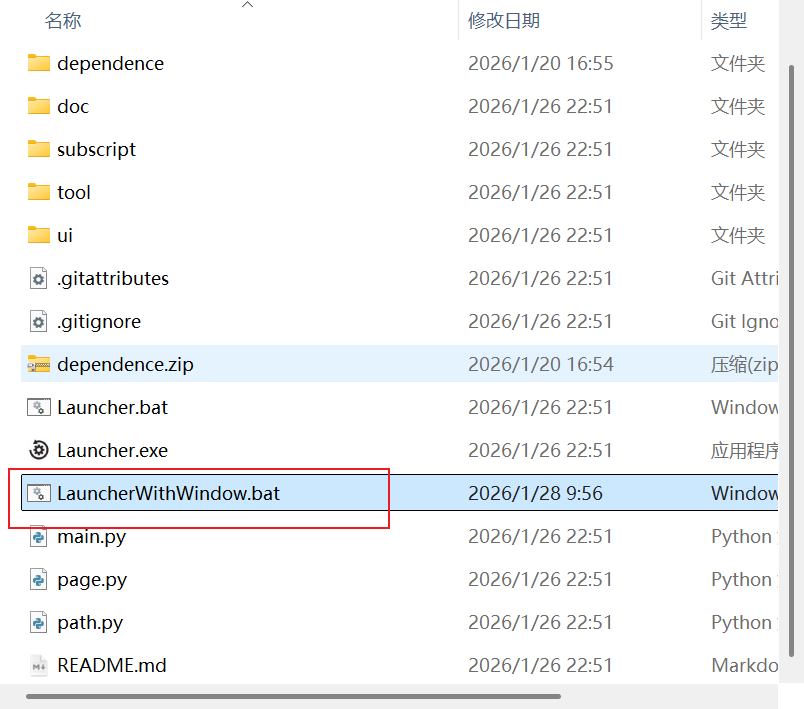 名称 修改日期 类型
dependence 2026/1/20 16:55 文件夹
doc 2026/1/26 22:51 文件夹
subscript 2026/1/26 22:51 文件夹
tool 2026/1/26 22:51 文件夹
ui 2026/1/26 22:51 文件夹
.gitattributes 2026/1/26 22:51 Git Attri
.gitignore 2026/1/26 22:51 Git Igno
dependence.zip 2026/1/20 16:54 压缩(zip
Launcher.bat 2026/1/26 22:51 Window
Launcher.exe 2026/1/26 22:51 应用程序
LauncherWithWindow.bat 2026/1/28 9:56 Window
main.py 2026/1/26 22:51 Python
page.py 2026/1/26 22:51 Python
path.py 2026/1/26 22:51 Python
README.md 2026/1/26 22:51 Markdo